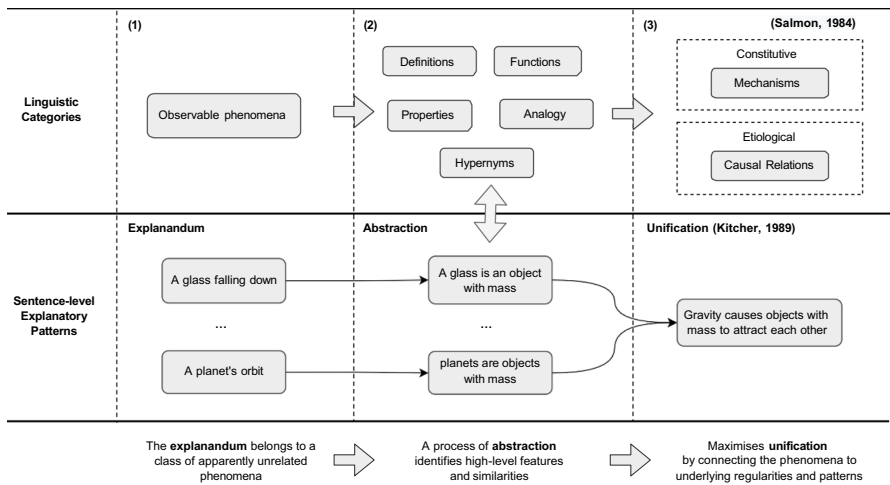 (1)
(2)
(3)
(Salmon, 1984)
Linguistic
Categories
Observable phenomena
Definitions
Functions
Properties
Analogy
Hypernyms
Constitutive
Mechanisms
Etiological
Causal Relations
Explanandum
Abstraction
Unification (Kitcher, 1989)
Sentence-level
Explanatory
Patterns
A glass falling down
...
A planet's orbit
A glass is an object
with mass
...
planets are objects
with mass
Gravity causes objects with
mass to attract each other
The explanandum belongs to a
class of apparently unrelated
phenomena
A process of abstraction
identifies high-level features
and similarities
Maximises unification
by connecting the phenomena to
underlying regularities and patterns